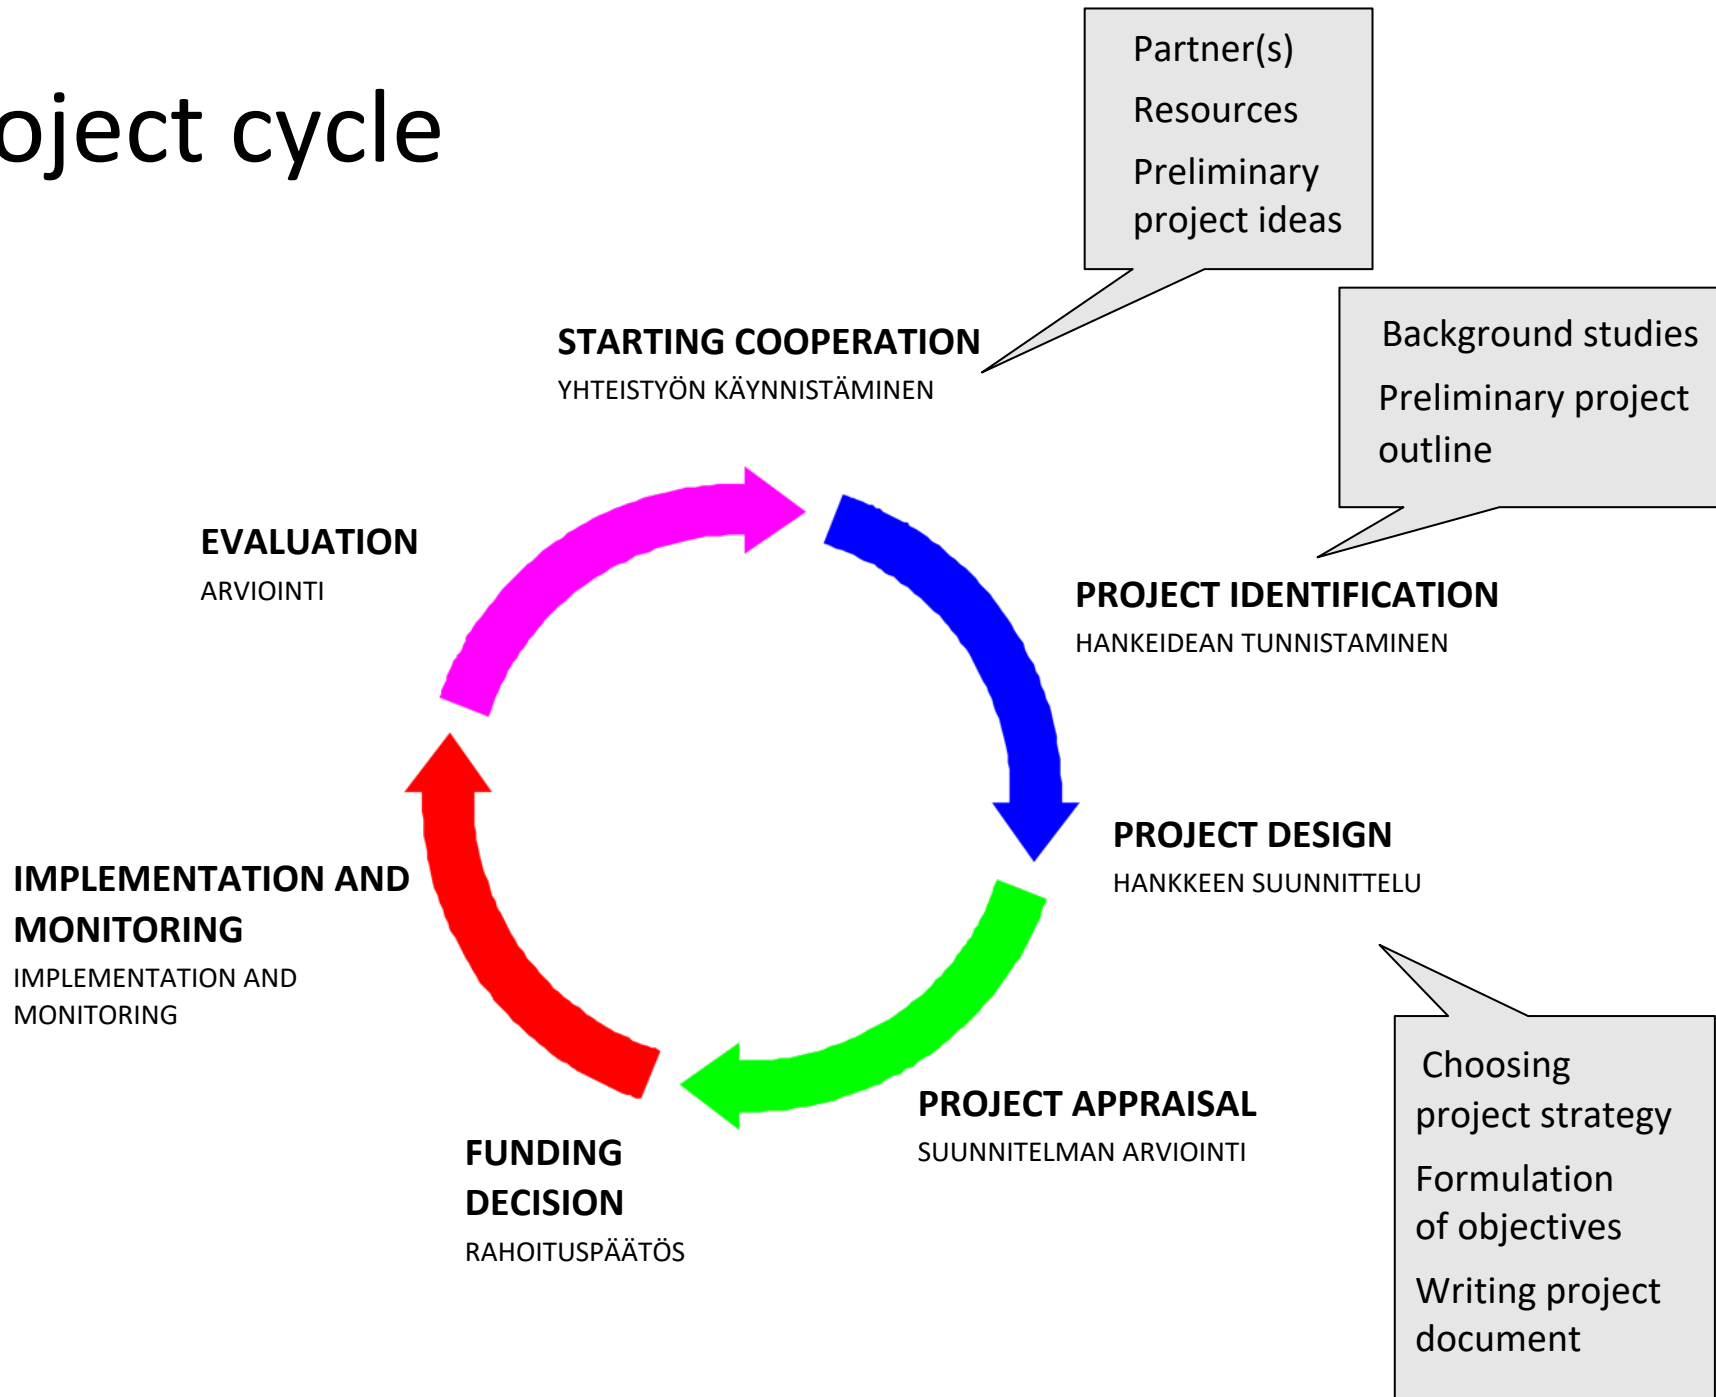 oject cycle
Partner(s)
Resources
Preliminary
project ideas
Background studies
Preliminary project
outline
STARTING COOPERATION
YHTEISTYÖN KÄYNNISTÄMINEN
EVALUATION
ARVIOINTI
PROJECT IDENTIFICATION
HANKEIDEAN TUNNISTAMINEN
PROJECT DESIGN
HANKKEEN SUUNNITTELU
IMPLEMENTATION AND
MONITORING
IMPLEMENTATION AND
MONITORING
PROJECT APPRAISAL
SUUNNITELMAN ARVIOINTI
FUNDING
DECISION
RAHOITUSPÄÄTÖS
Choosing
project strategy
Formulation
of objectives
Writing project
document